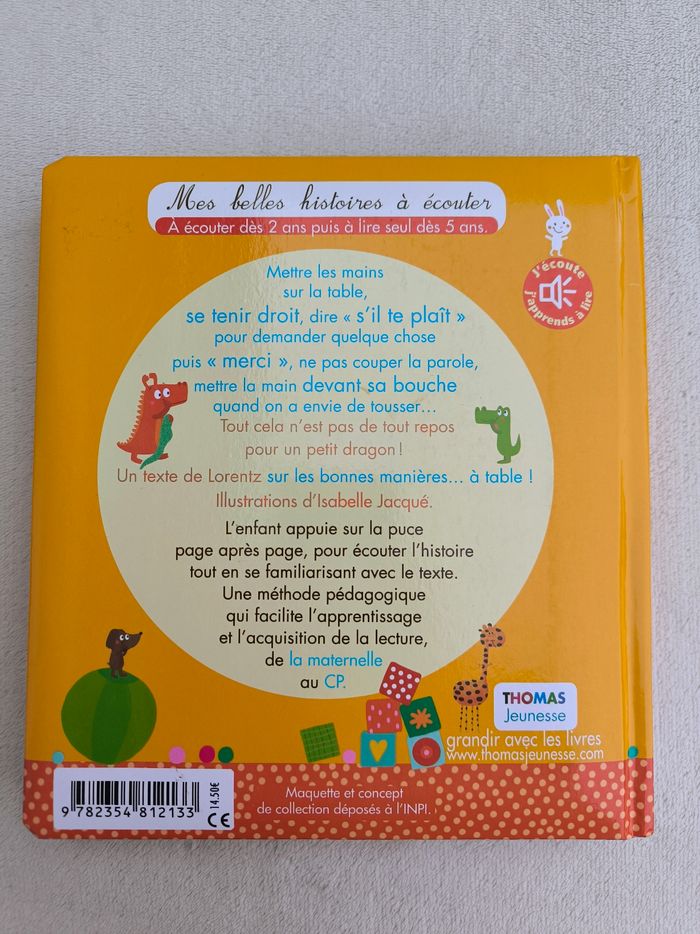 Mes belles histoires à écouter
À écouter dès 2 ans puis à lire seul dès 5 ans.
J'écoute
j'apprends à lire
Mettre les mains
sur la table,
se tenir droit, dire « s'il te plaît »
pour demander quelque chose
puis « merci », ne pas couper la parole,
mettre la main devant sa bouche
quand on a envie de tousser...
Tout cela n'est pas de tout repos
pour un petit dragon !
Un texte de Lorentz sur les bonnes manières... à table !
Illustrations d'Isabelle Jacqué.
L'enfant appuie sur la puce
page après page, pour écouter l'histoire
tout en se familiarisant avec le texte.
Une méthode pédagogique
qui facilite l'apprentissage
et l'acquisition de la lecture,
de la maternelle
au CP.
THOMAS
Jeunesse
grandir avec les livres
www.thomasjeunesse.com
Maquette et concept
de collection déposés à l'INPI.
9 782354 812133
14,50€
CE